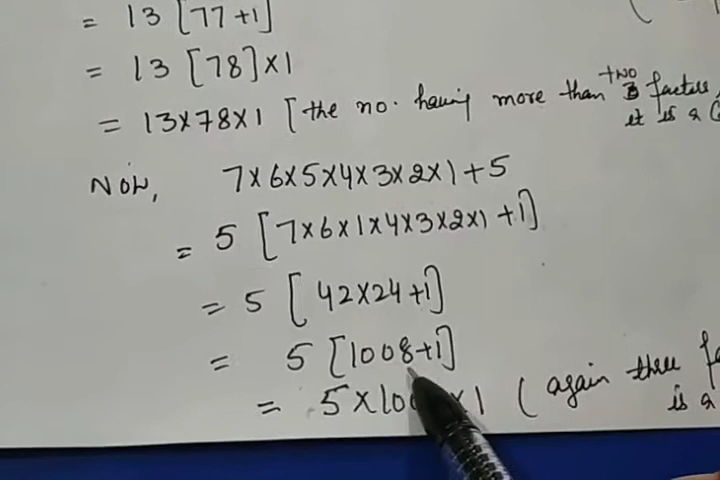 = 13 [77+1]
= 13 [78]×1
= 13×78×1 [the no. having more than two factors,
it is a
Now, 7×6×5×4×3×2×1+5
= 5 [7×6×1×4×3×2×1+1]
= 5 [42×24+1]
= 5 [1008+1]
= 5×100 ×1 (again three
is a